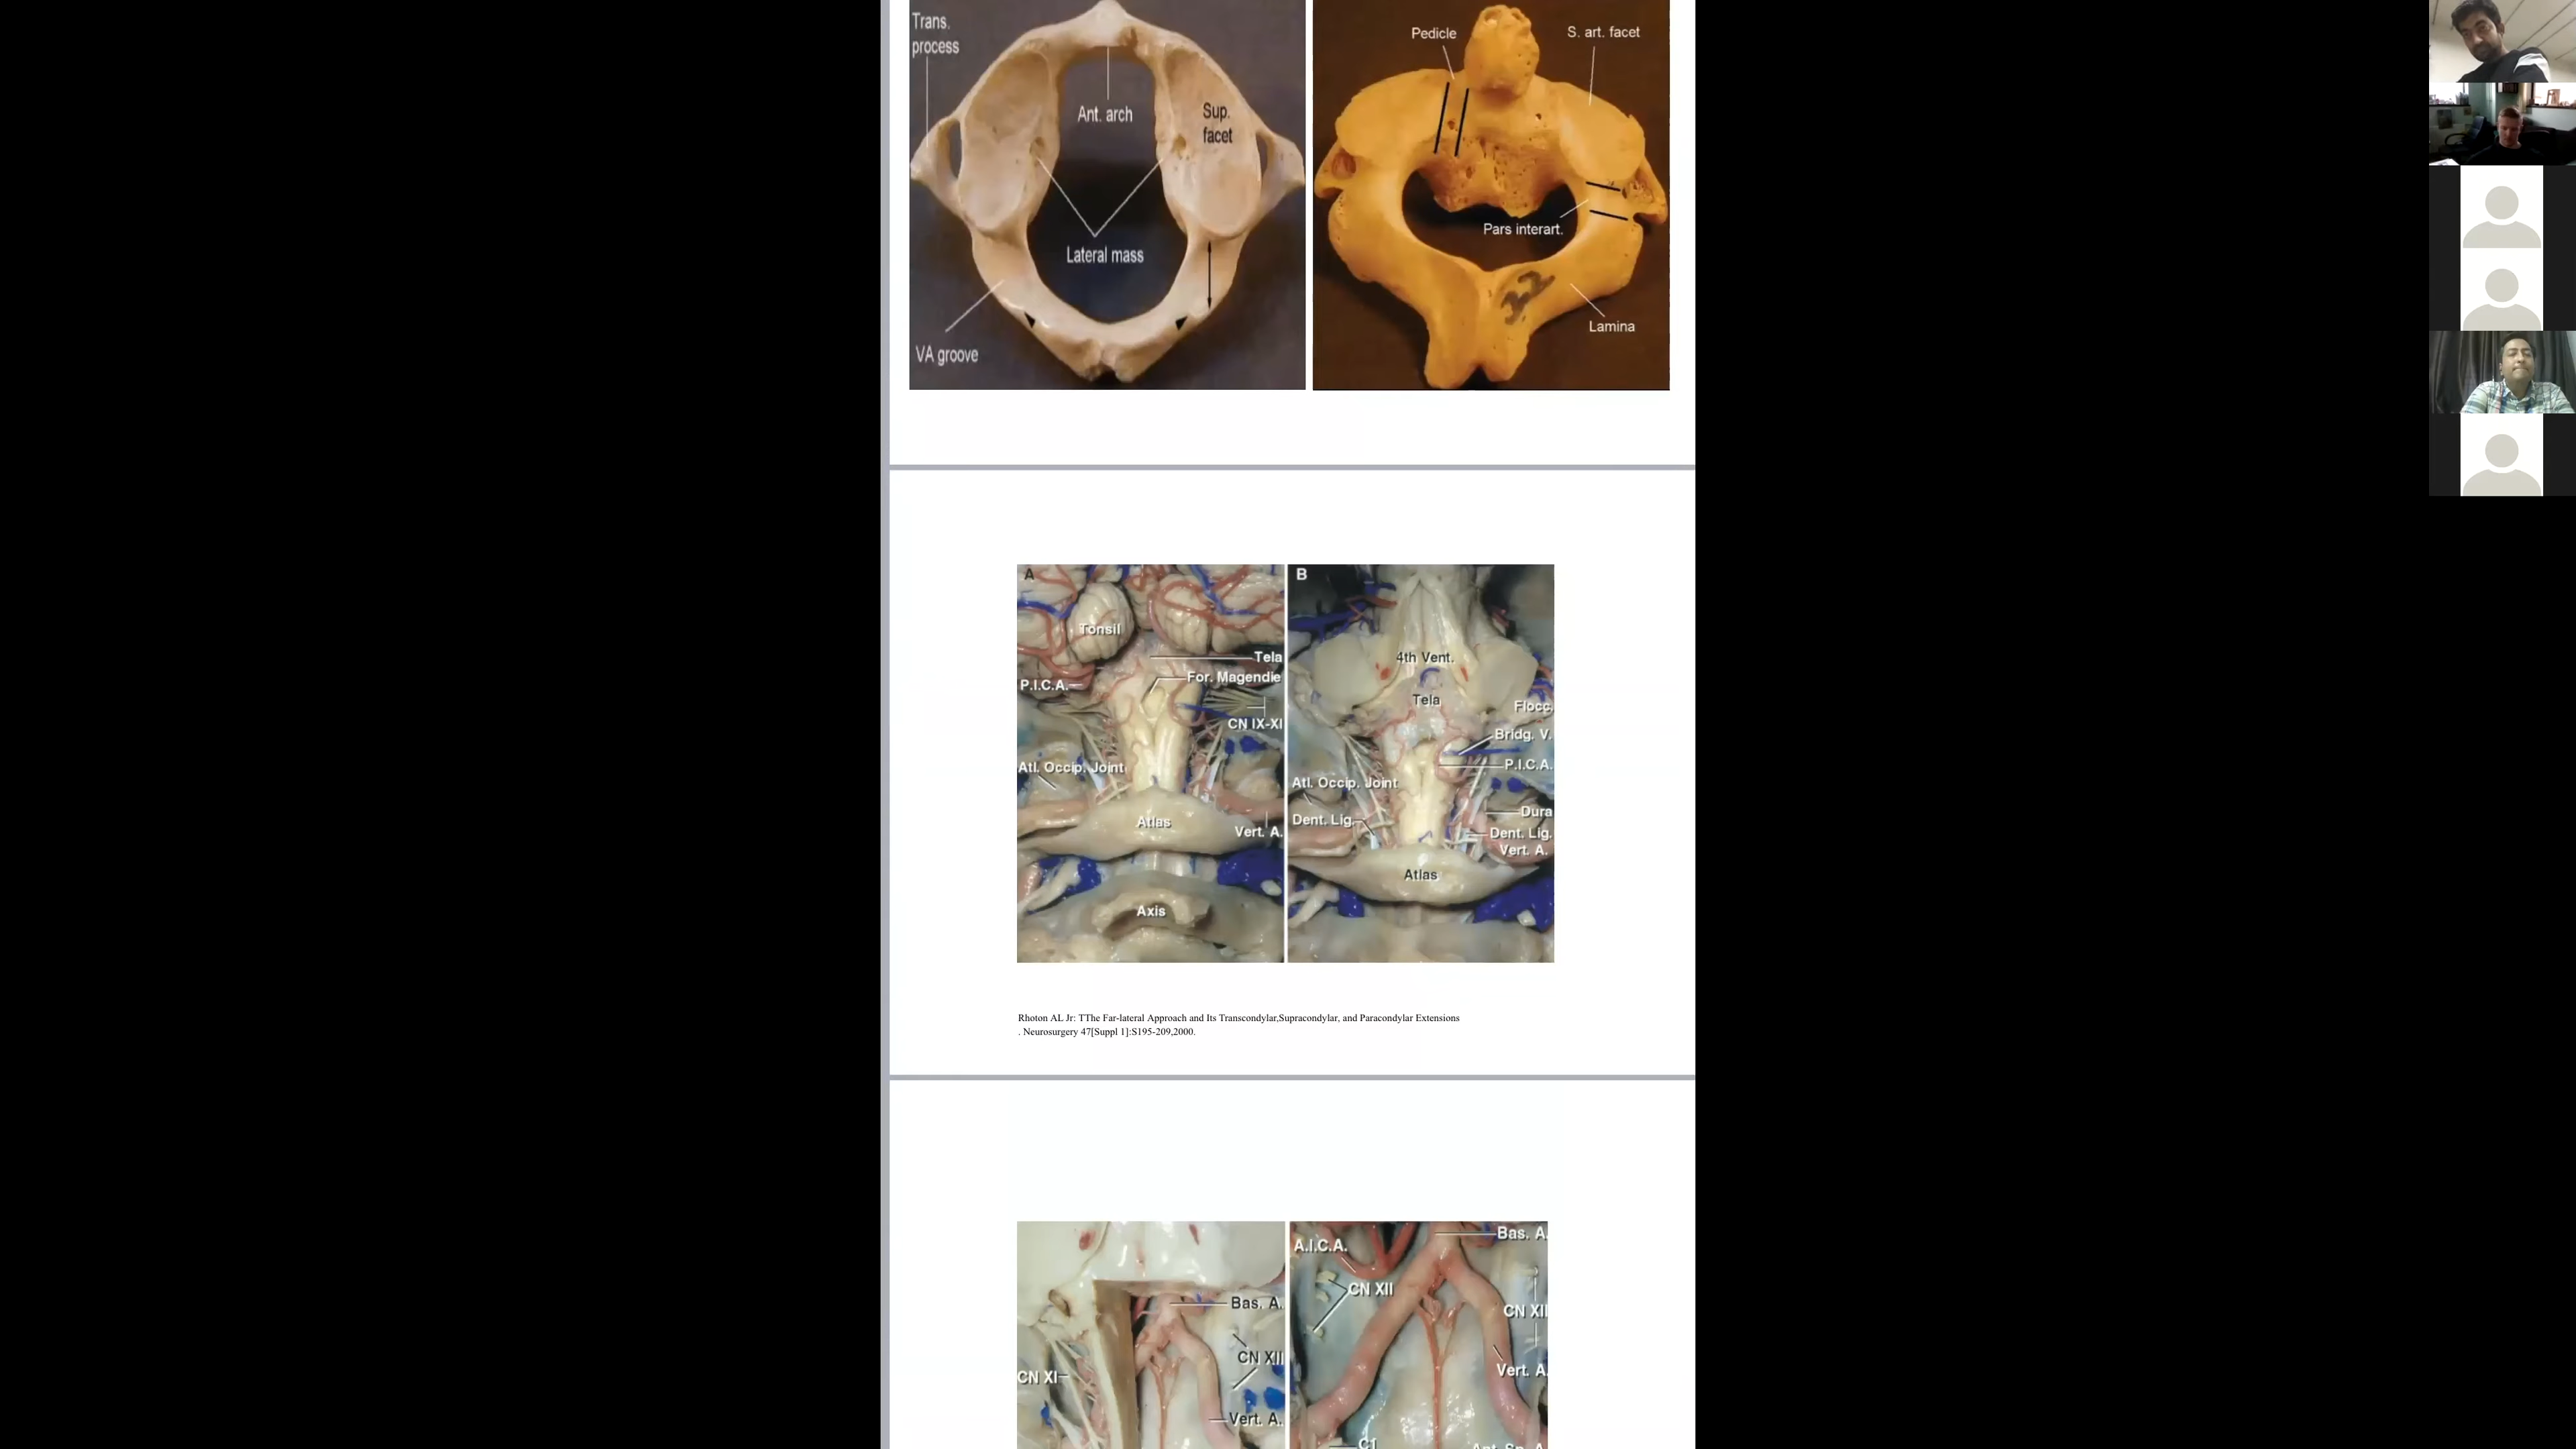 Trans.
process
Ant. arch
Sup.
facet
Lateral mass
VA groove
Pedicle
S. art. facet
Pars interart.
Lamina
A
Tonsil
Tela
For. Magendie
P.I.C.A.
CN IX-XI
Atl. Occip. Joint
Atlas
Vert. A.
Axis
B
4th Vent.
Tela
Flocc.
Bridg. V.
P.I.C.A.
Atl. Occip. Joint
Dura
Dent. Lig.
Dent. Lig.
Vert. A.
Atlas
Rhoton AL Jr: TThe Far-lateral Approach and Its Transcondylar,Supracondylar, and Paracondylar Extensions
. Neurosurgery 47[Suppl 1]:S195-209,2000.
Bas. A.
CN XII
CN XI
Vert. A.
Bas. A.
A.I.C.A.
CN XII
CN XII
Vert. A.
C1
Ant. Sp. A.